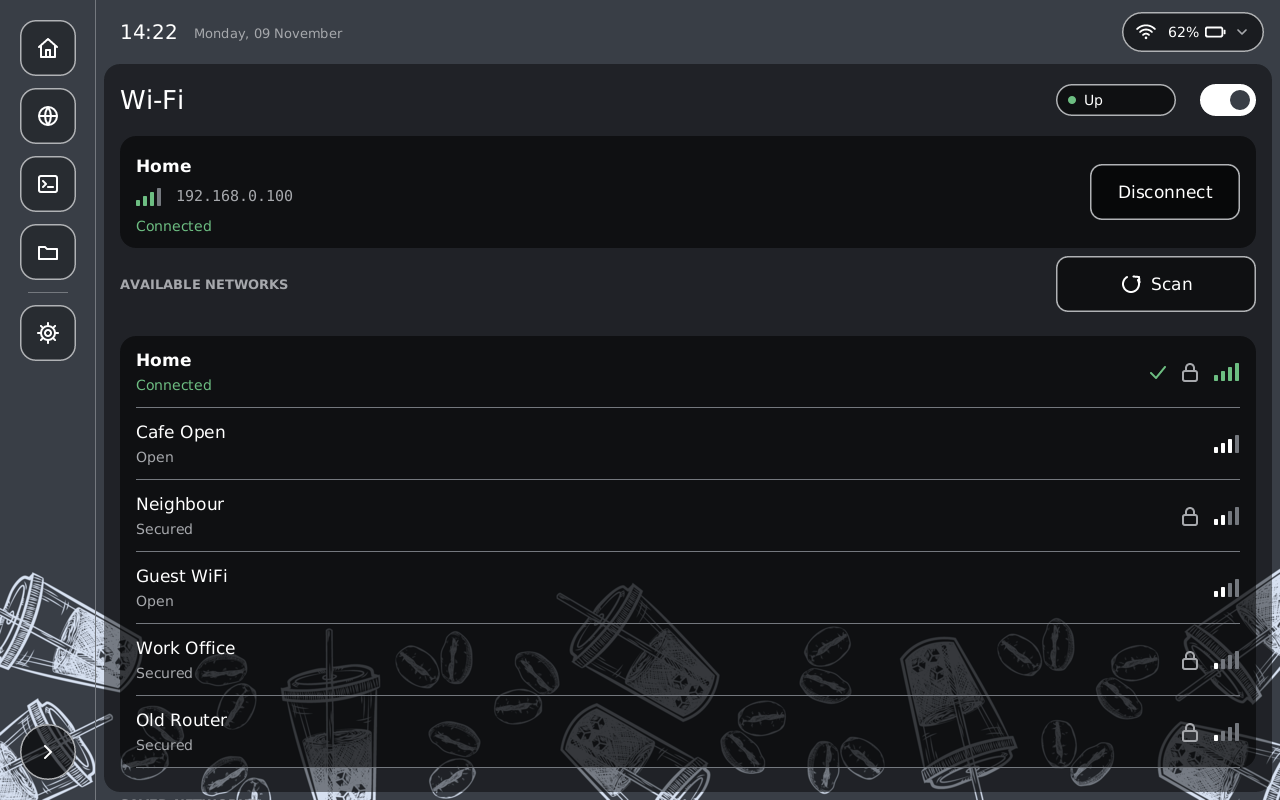 14:22 Monday, 09 November
62%
Wi-Fi
Up
Home
192.168.0.100
Connected
Disconnect
AVAILABLE NETWORKS
Scan
Home
Connected
Cafe Open
Open
Neighbour
Secured
Guest WiFi
Open
Work Office
Secured
Old Router
Secured